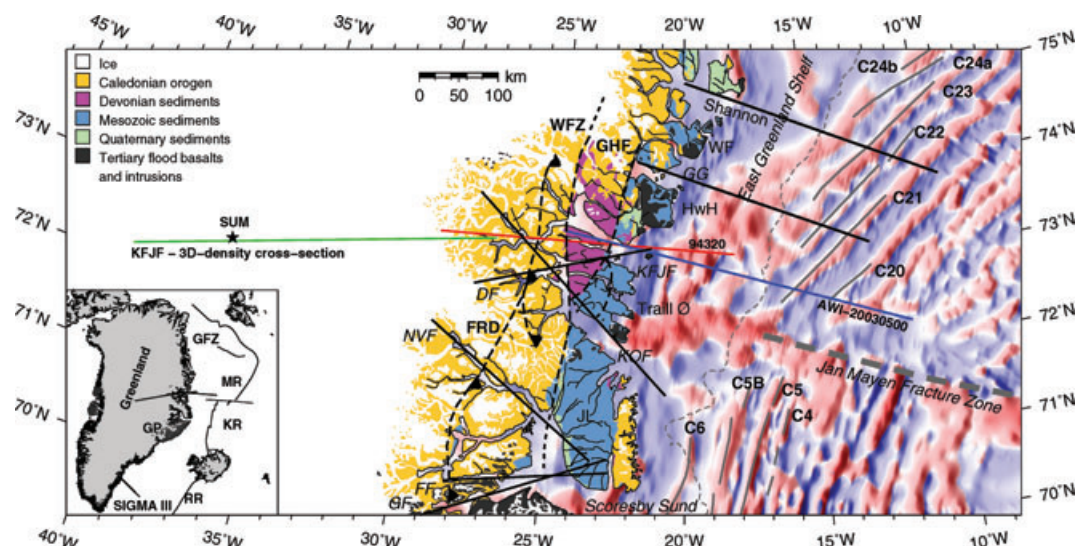 45°W 40°W 35°W 30°W 25°W 20°W 15°W 10°W
75°N
74°N
73°N
72°N
71°N
70°N
73°N
72°N
71°N
70°N
40°W 35°W 30°W 25°W 20°W 15°W 10°W
Ice
Caledonian orogen
Devonian sediments
Mesozoic sediments
Quaternary sediments
Tertiary flood basalts
and intrusions
km
0 50 100
WFZ
GHF
Shannon
WF
GG
HwH
East Greenland Shelf
C24b
C24a
C23
C22
C21
C20
SUM
KFJF – 3D–density cross–section
94320
KFJF
AWI–20030500
DF
Traill Ø
FRD
NVF
KOF
Jan Mayen Fracture Zone
C5B
C5
C4
C6
JL
FF
GF
Scoresby Sund
GFZ
Greenland
MR
GP
KR
SIGMA III
RR